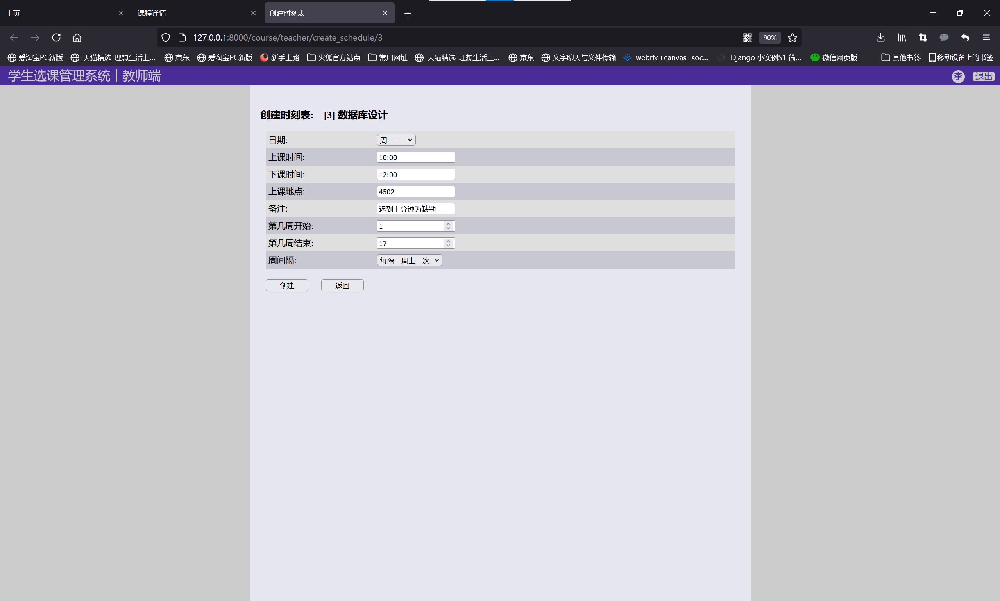 主页
课程详情
创建时刻表
127.0.0.1:8000/course/teacher/create_schedule/3
90%
爱淘宝PC新版 天猫精选-理想生活上... 京东 爱淘宝PC新版 新手上路 火狐官方站点 常用网址 天猫精选-理想生活上... 京东 文字聊天与文件传输 webrtc+canvas+soc... Django 小实例S1 简... 微信网页版 其他书签 移动设备上的书签
学生选课管理系统 | 教师端 李 退出
创建时刻表: [3] 数据库设计
日期: 周一
上课时间: 10:00
下课时间: 12:00
上课地点: 4502
备注: 迟到十分钟为缺勤
第几周开始: 1
第几周结束: 17
周间隔: 每隔一周上一次
创建 返回